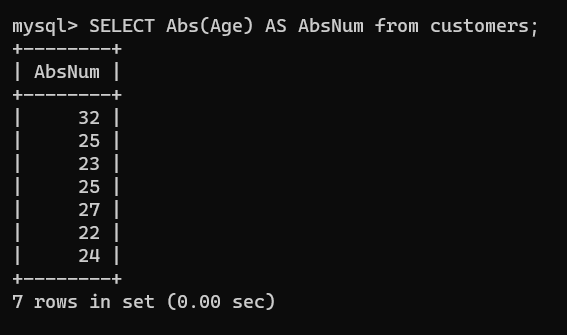 mysql> SELECT Abs(Age) AS AbsNum from customers;
+--------+
| AbsNum |
+--------+
|     32 |
|     25 |
|     23 |
|     25 |
|     27 |
|     22 |
|     24 |
+--------+
7 rows in set (0.00 sec)